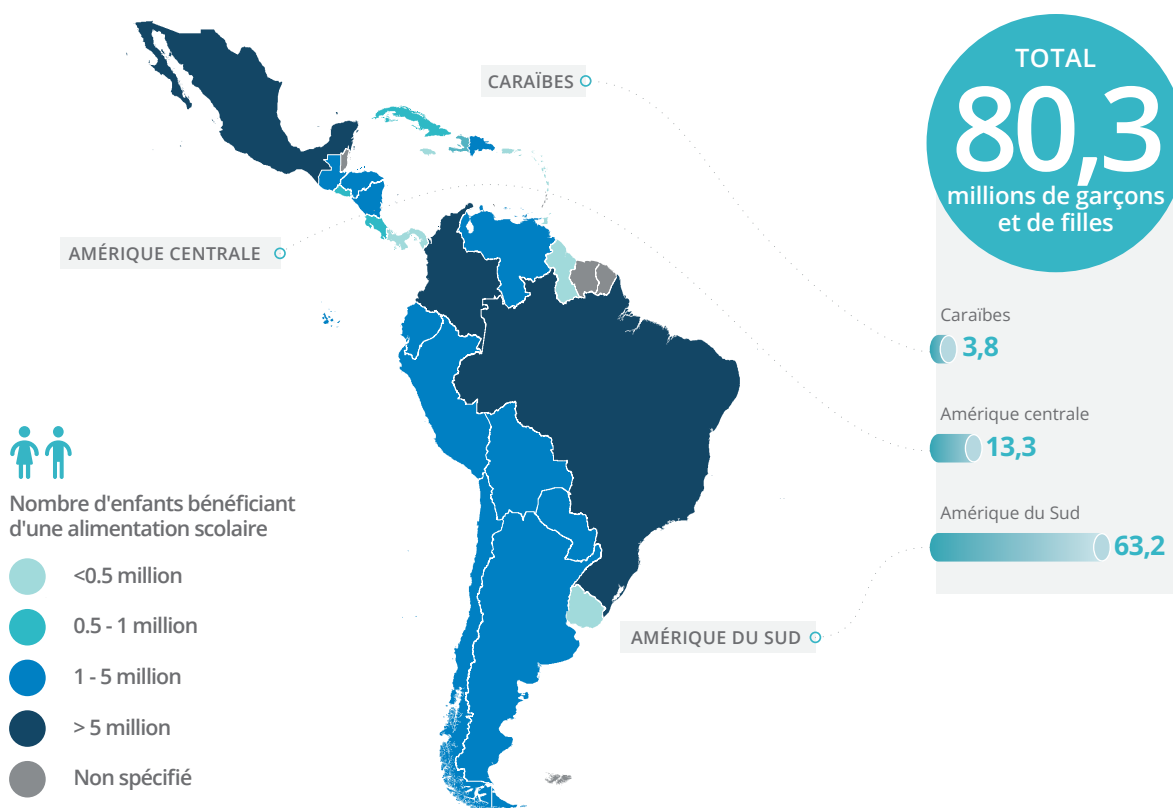 CARAÏBES
AMÉRIQUE CENTRALE
AMÉRIQUE DU SUD
TOTAL
80,3
millions de garçons
et de filles
Caraïbes
3,8
Amérique centrale
13,3
Amérique du Sud
63,2
Nombre d'enfants bénéficiant
d'une alimentation scolaire
<0.5 million
0.5 - 1 million
1 - 5 million
> 5 million
Non spécifié